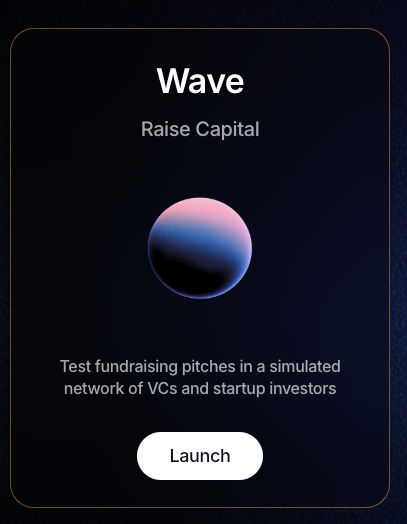 Wave
Raise Capital
Test fundraising pitches in a simulated
network of VCs and startup investors
Launch